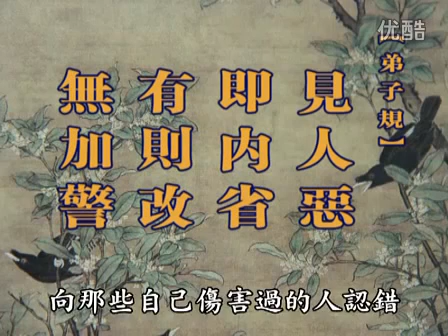 【弟子規】
見人惡
即內省
有則改
無加警
向那些自己傷害過的人認錯
优酷